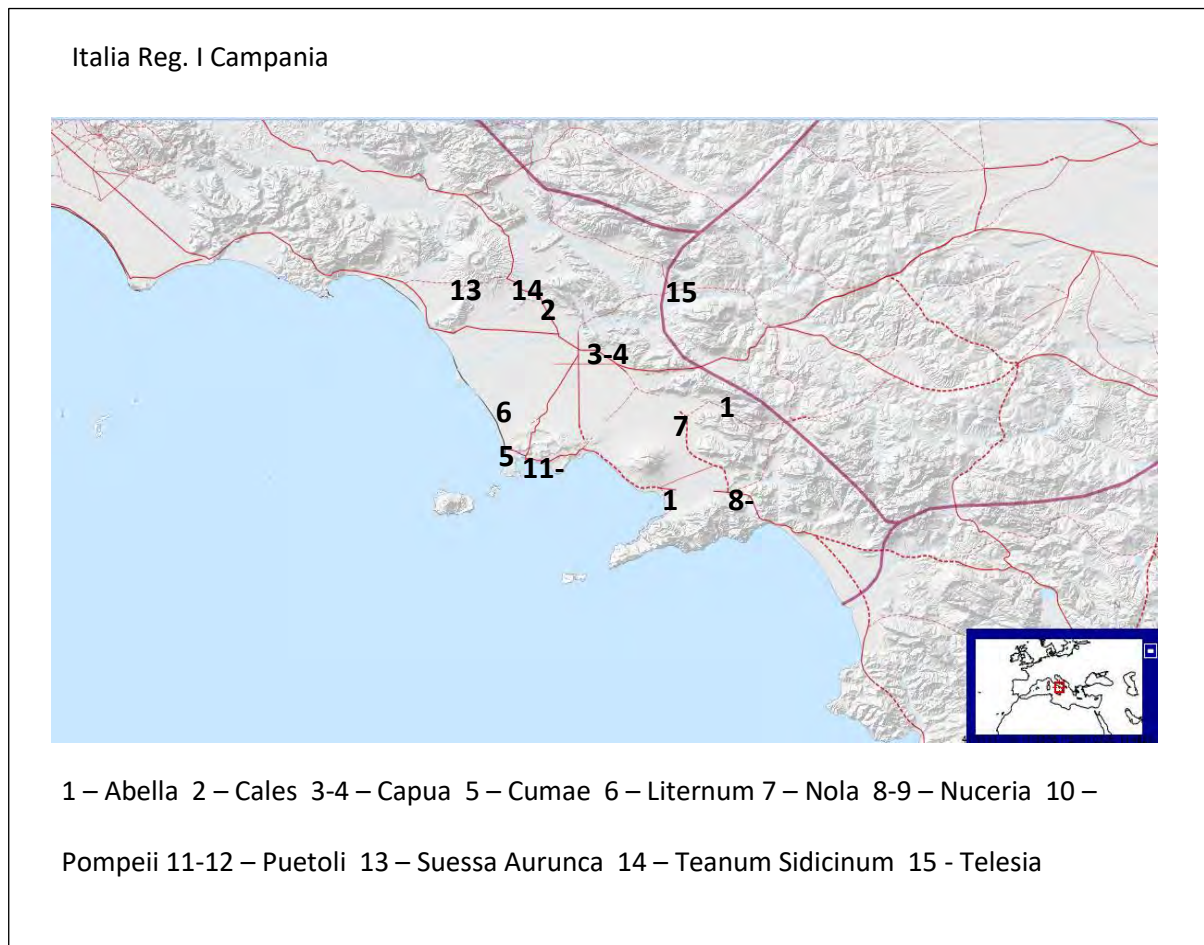 Italia Reg. I Campania
13 14 15
2
3-4
6 1
7
5 11-
1 8-
1 – Abella 2 – Cales 3-4 – Capua 5 – Cumae 6 – Liternum 7 – Nola 8-9 – Nuceria 10 –
Pompeii 11-12 – Puetoli 13 – Suessa Aurunca 14 – Teanum Sidicinum 15 - Telesia